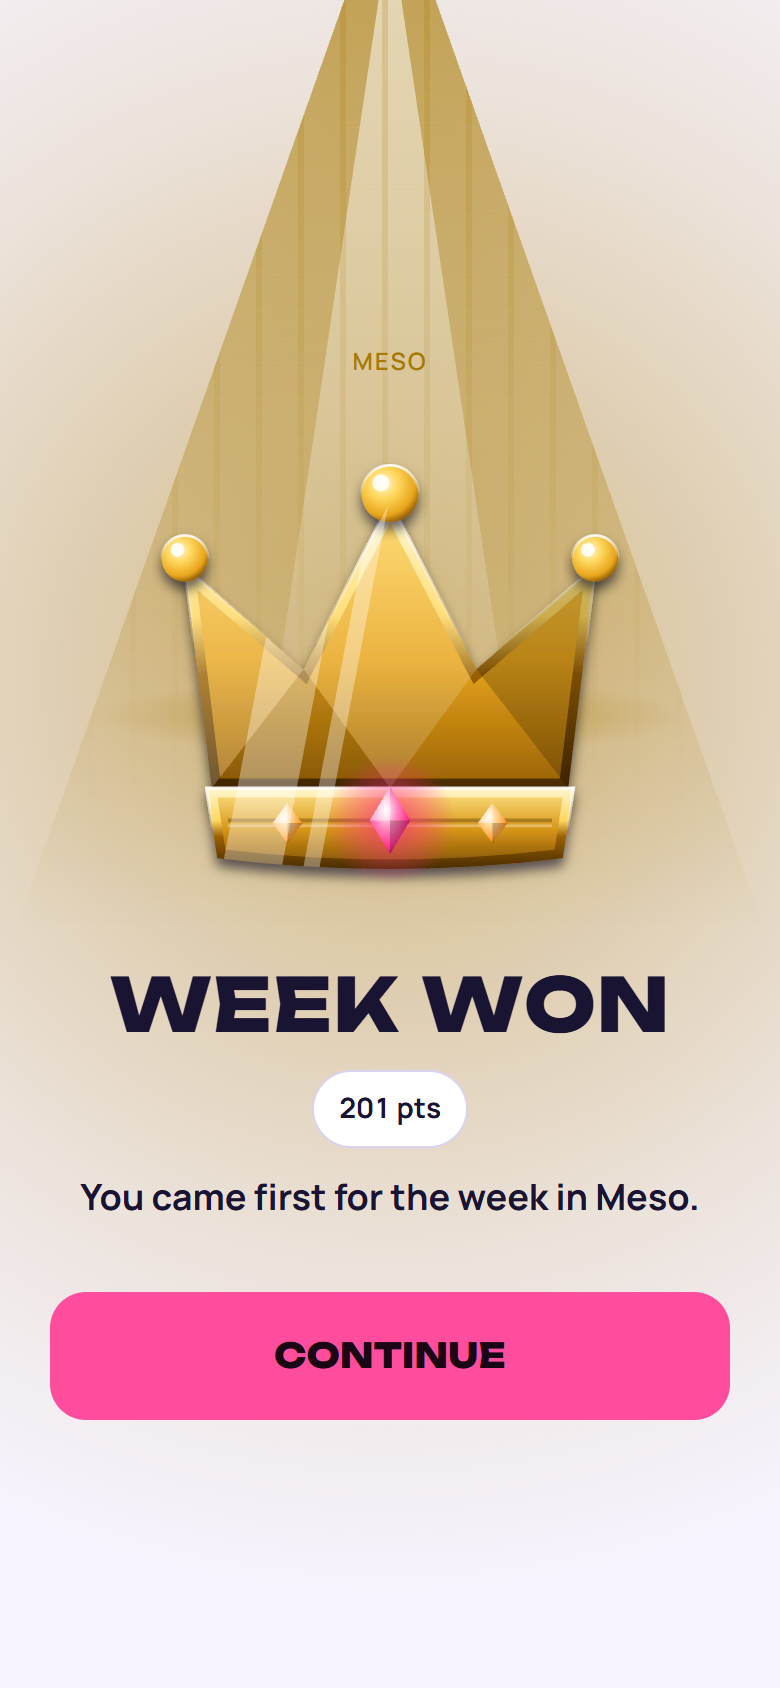 MESO
WEEK WON
201 pts
You came first for the week in Meso.
CONTINUE